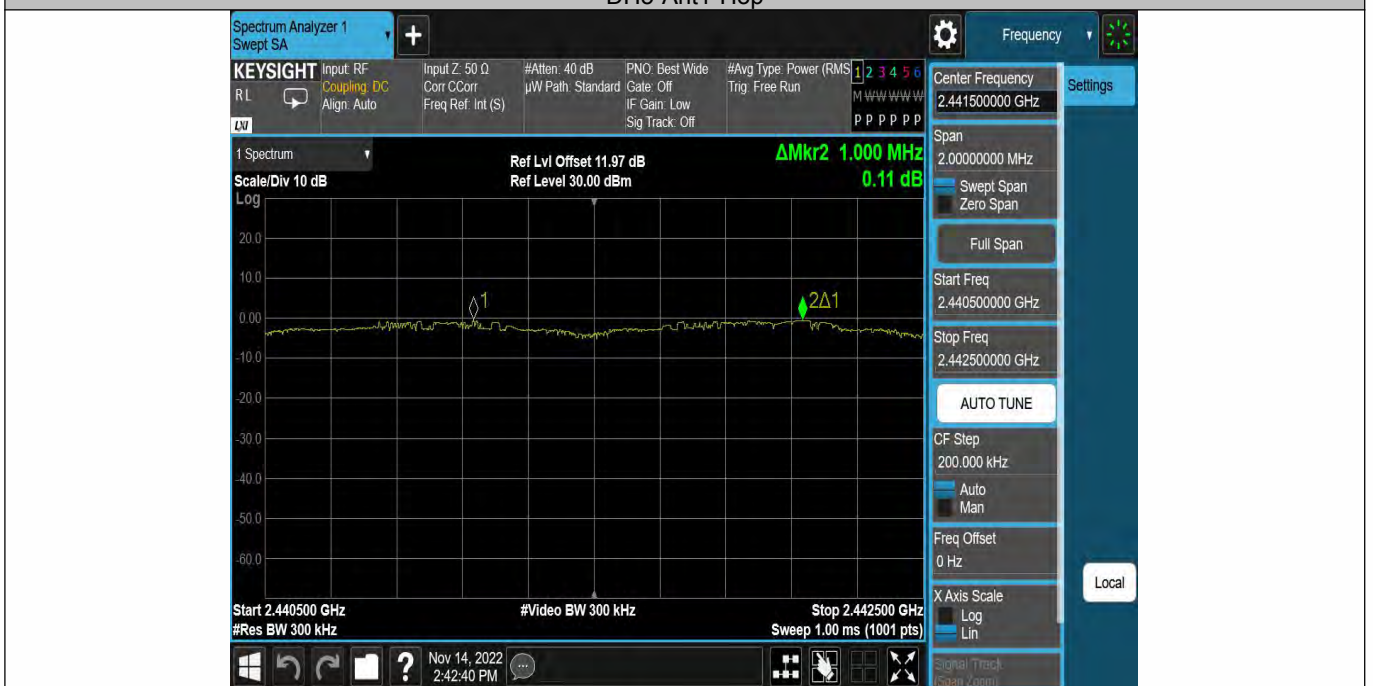 Spectrum Analyzer 1
Swept SA
Frequency
KEYSIGHT
RL
LXI
Input: RF
Coupling: DC
Align: Auto
Input Z: 50 Ω
Corr CCorr
Freq Ref: Int (S)
#Atten: 40 dB
µW Path: Standard
PNO: Best Wide
Gate: Off
IF Gain: Low
Sig Track: Off
#Avg Type: Power (RMS
Trig: Free Run
1 2 3 4 5 6
M W W W W W
P P P P P P
Center Frequency
2.441500000 GHz
Settings
Span
2.00000000 MHz
Swept Span
Zero Span
Full Span
Start Freq
2.440500000 GHz
Stop Freq
2.442500000 GHz
AUTO TUNE
CF Step
200.000 kHz
Auto
Man
Freq Offset
0 Hz
X Axis Scale
Log
Lin
Signal Track
(Span Zoom)
Local
1 Spectrum
Scale/Div 10 dB
Log
Ref Lvl Offset 11.97 dB
Ref Level 30.00 dBm
ΔMkr2 1.000 MHz
0.11 dB
20.0
10.0
0.00
-10.0
-20.0
-30.0
-40.0
-50.0
-60.0
1
2Δ1
Start 2.440500 GHz
#Res BW 300 kHz
#Video BW 300 kHz
Stop 2.442500 GHz
Sweep 1.00 ms (1001 pts)
Nov 14, 2022
2:42:40 PM